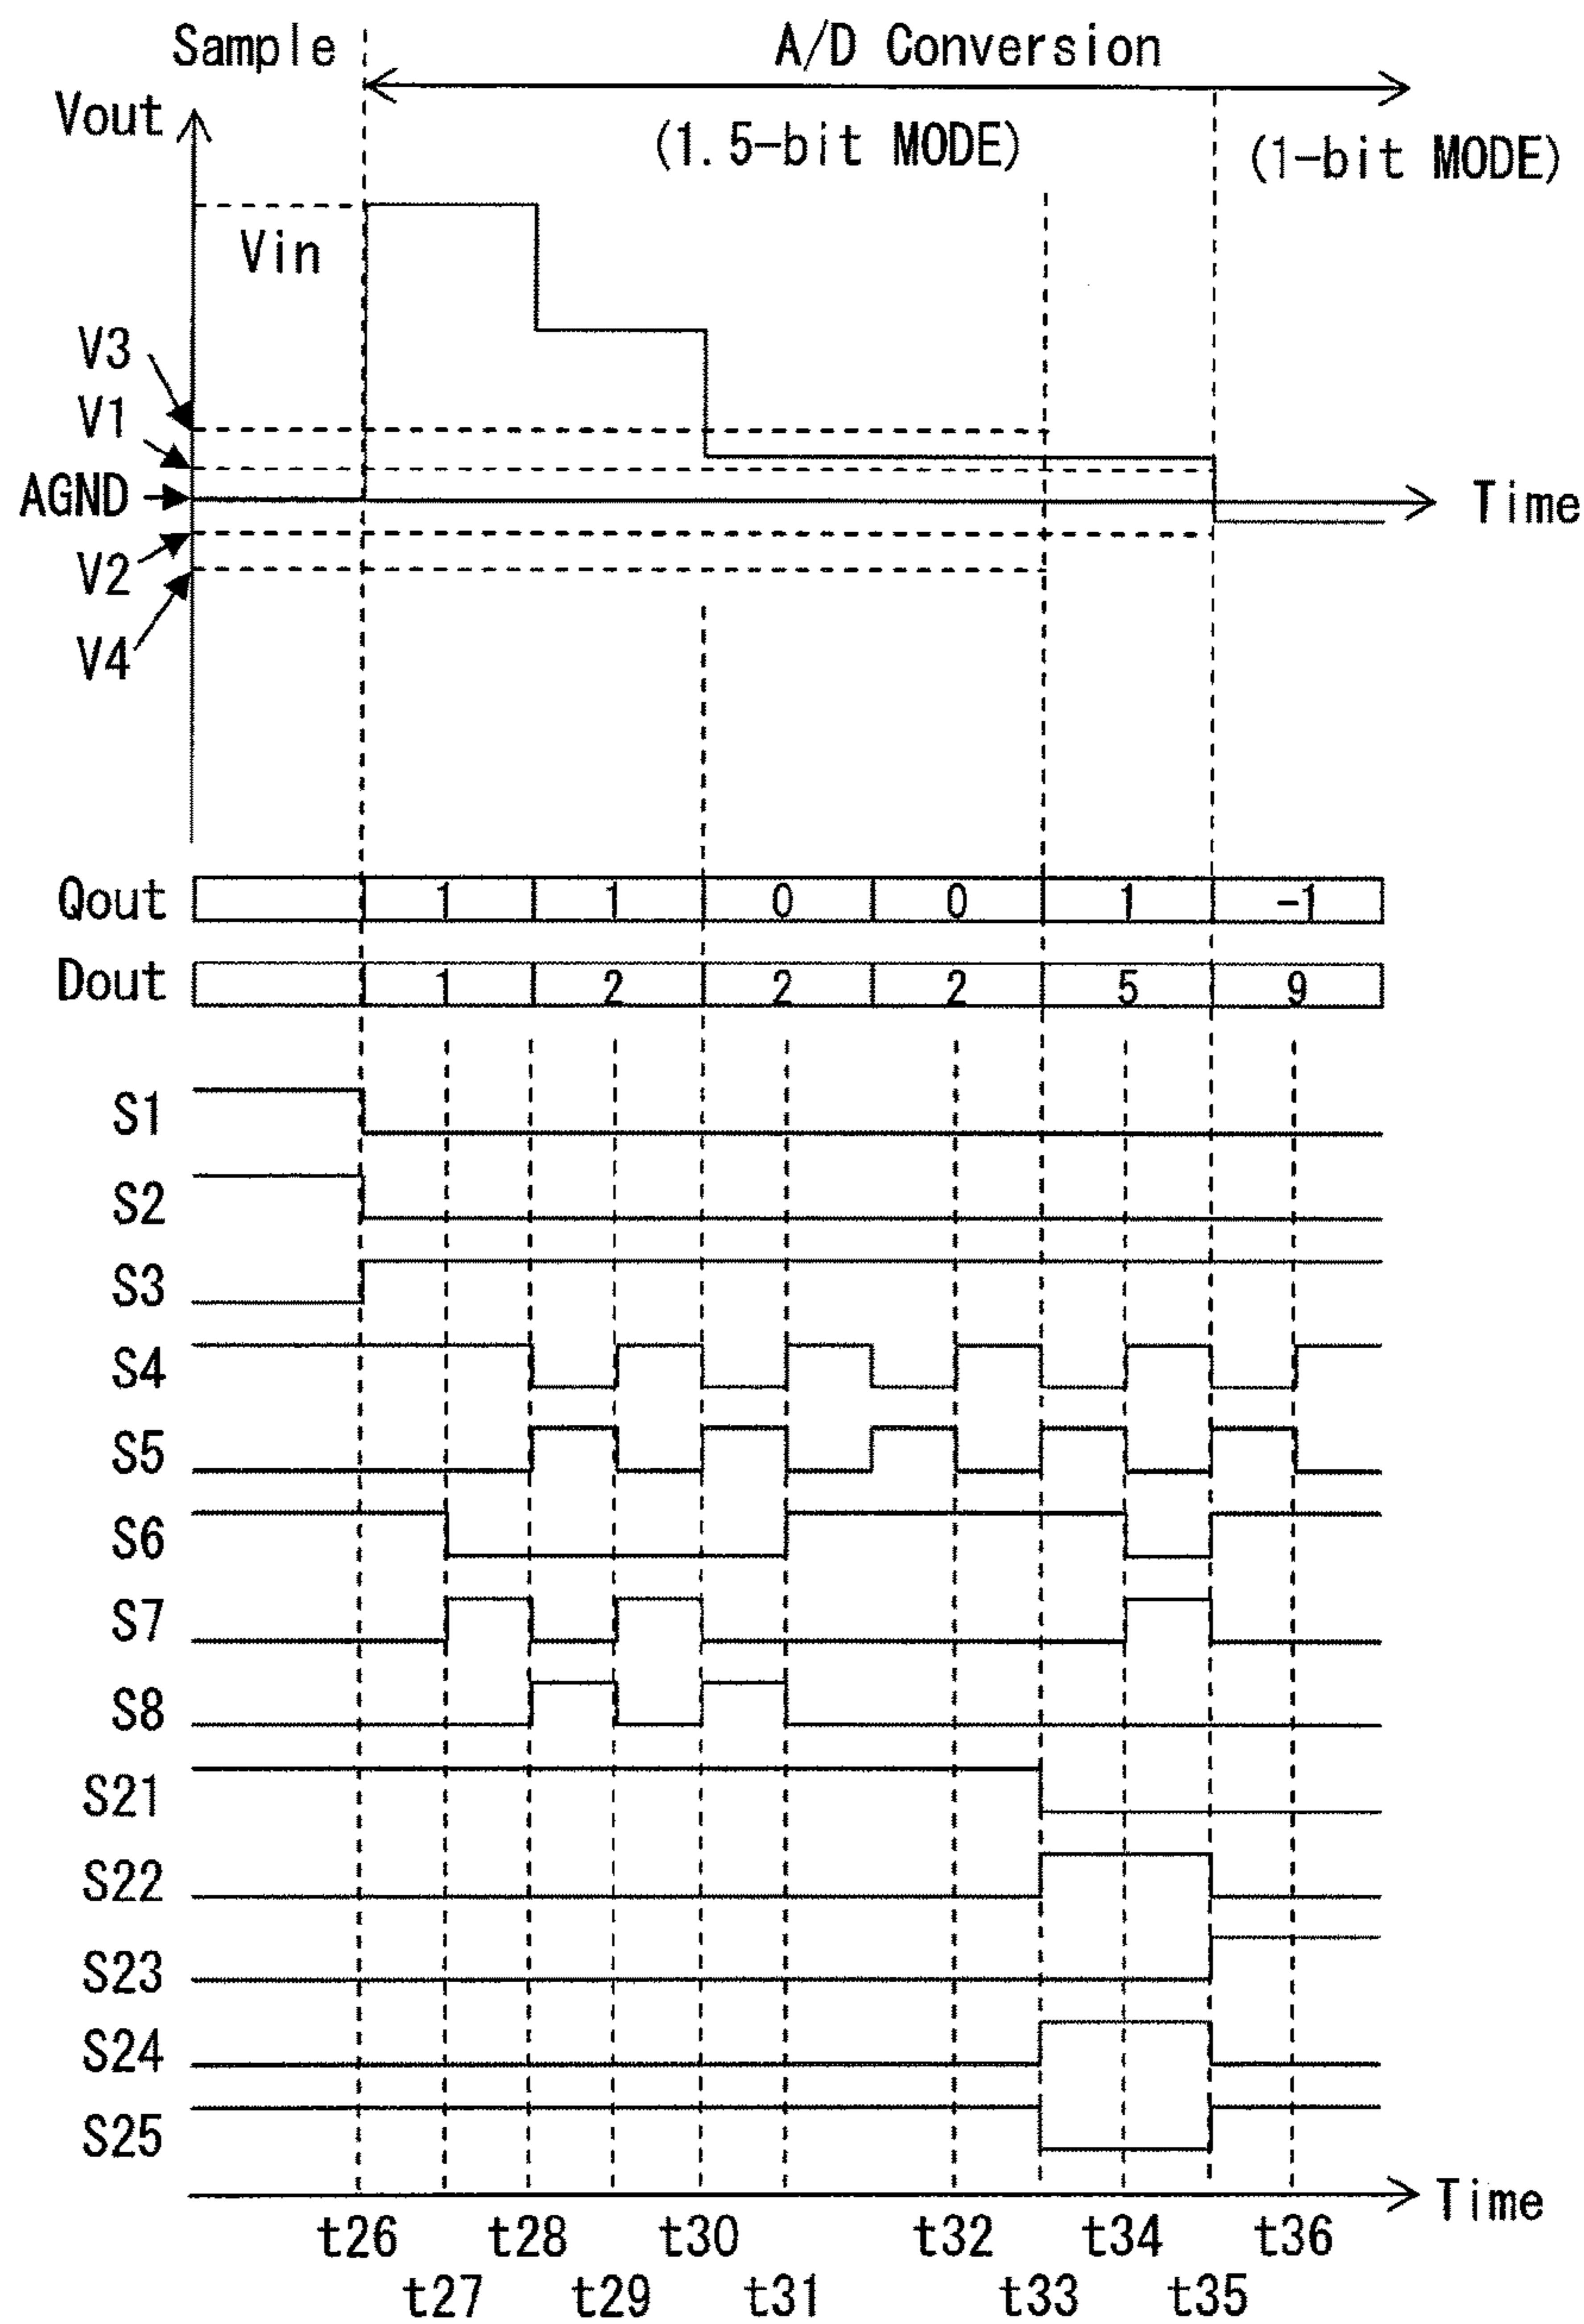 Sample
A/D Conversion
Vout
(1.5-bit MODE)
(1-bit MODE)
Vin
V3
V1
AGND
Time
V2
V4
Qout 1 1 0 0 1 -1
Dout 1 2 2 2 5 9
S1
S2
S3
S4
S5
S6
S7
S8
S21
S22
S23
S24
S25
Time
t26 t28 t30 t32 t34 t36
t27 t29 t31 t33 t35